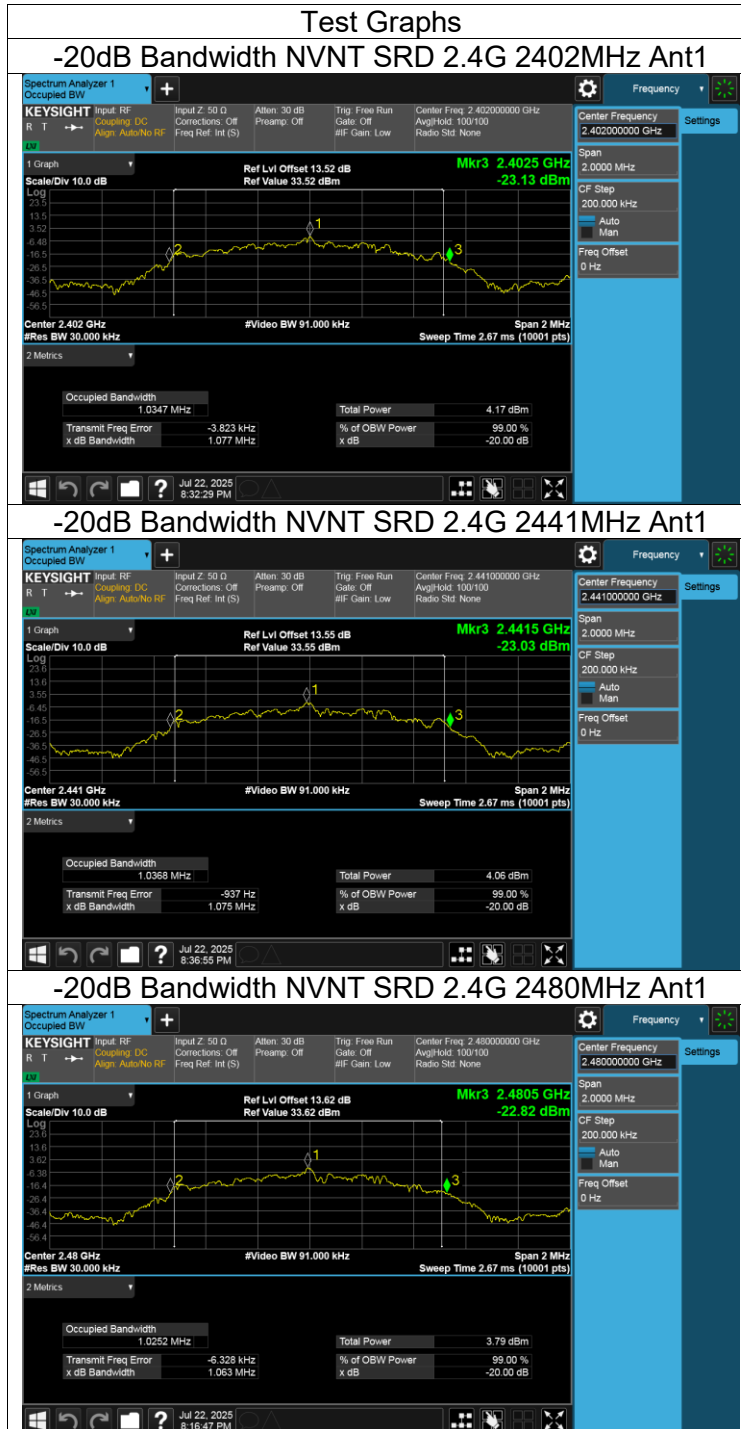 Test Graphs
-20dB Bandwidth NVNT SRD 2.4G 2402MHz Ant1
Spectrum Analyzer 1
Occupied BW
+
Frequency
KEYSIGHT Input: RF Input Z: 50 Ω Atten: 30 dB Trig: Free Run Center Freq: 2.402000000 GHz
R T Coupling: DC Corrections: Off Preamp: Off Gate: Off Avg|Hold: 100/100
Align: Auto/No RF Freq Ref: Int (S) #IF Gain: Low Radio Std: None
LXI
Center Frequency
2.402000000 GHz
Settings
Span
2.0000 MHz
CF Step
200.000 kHz
Auto
Man
Freq Offset
0 Hz
1 Graph
Ref Lvl Offset 13.52 dB Mkr3 2.4025 GHz
Scale/Div 10.0 dB Ref Value 33.52 dBm -23.13 dBm
Log
23.5
13.5
3.52
-6.48
-16.5
-26.5
-36.5
-46.5
-56.5
1
2
3
Center 2.402 GHz #Video BW 91.000 kHz Span 2 MHz
#Res BW 30.000 kHz Sweep Time 2.67 ms (10001 pts)
2 Metrics
Occupied Bandwidth
1.0347 MHz Total Power 4.17 dBm
Transmit Freq Error -3.823 kHz % of OBW Power 99.00 %
x dB Bandwidth 1.077 MHz x dB -20.00 dB
?
Jul 22, 2025
8:32:29 PM
-20dB Bandwidth NVNT SRD 2.4G 2441MHz Ant1
Spectrum Analyzer 1
Occupied BW
+
Frequency
KEYSIGHT Input: RF Input Z: 50 Ω Atten: 30 dB Trig: Free Run Center Freq: 2.441000000 GHz
R T Coupling: DC Corrections: Off Preamp: Off Gate: Off Avg|Hold: 100/100
Align: Auto/No RF Freq Ref: Int (S) #IF Gain: Low Radio Std: None
LXI
Center Frequency
2.441000000 GHz
Settings
Span
2.0000 MHz
CF Step
200.000 kHz
Auto
Man
Freq Offset
0 Hz
1 Graph
Ref Lvl Offset 13.55 dB Mkr3 2.4415 GHz
Scale/Div 10.0 dB Ref Value 33.55 dBm -23.03 dBm
Log
23.6
13.6
3.55
-6.45
-16.5
-26.5
-36.5
-46.5
-56.5
1
2
3
Center 2.441 GHz #Video BW 91.000 kHz Span 2 MHz
#Res BW 30.000 kHz Sweep Time 2.67 ms (10001 pts)
2 Metrics
Occupied Bandwidth
1.0368 MHz Total Power 4.06 dBm
Transmit Freq Error -937 Hz % of OBW Power 99.00 %
x dB Bandwidth 1.075 MHz x dB -20.00 dB
?
Jul 22, 2025
8:36:55 PM
-20dB Bandwidth NVNT SRD 2.4G 2480MHz Ant1
Spectrum Analyzer 1
Occupied BW
+
Frequency
KEYSIGHT Input: RF Input Z: 50 Ω Atten: 30 dB Trig: Free Run Center Freq: 2.480000000 GHz
R T Coupling: DC Corrections: Off Preamp: Off Gate: Off Avg|Hold: 100/100
Align: Auto/No RF Freq Ref: Int (S) #IF Gain: Low Radio Std: None
LXI
Center Frequency
2.480000000 GHz
Settings
Span
2.0000 MHz
CF Step
200.000 kHz
Auto
Man
Freq Offset
0 Hz
1 Graph
Ref Lvl Offset 13.62 dB Mkr3 2.4805 GHz
Scale/Div 10.0 dB Ref Value 33.62 dBm -22.82 dBm
Log
23.6
13.6
3.62
-6.38
-16.4
-26.4
-36.4
-46.4
-56.4
1
2
3
Center 2.48 GHz #Video BW 91.000 kHz Span 2 MHz
#Res BW 30.000 kHz Sweep Time 2.67 ms (10001 pts)
2 Metrics
Occupied Bandwidth
1.0252 MHz Total Power 3.79 dBm
Transmit Freq Error -6.328 kHz % of OBW Power 99.00 %
x dB Bandwidth 1.063 MHz x dB -20.00 dB
?
Jul 22, 2025
8:16:47 PM